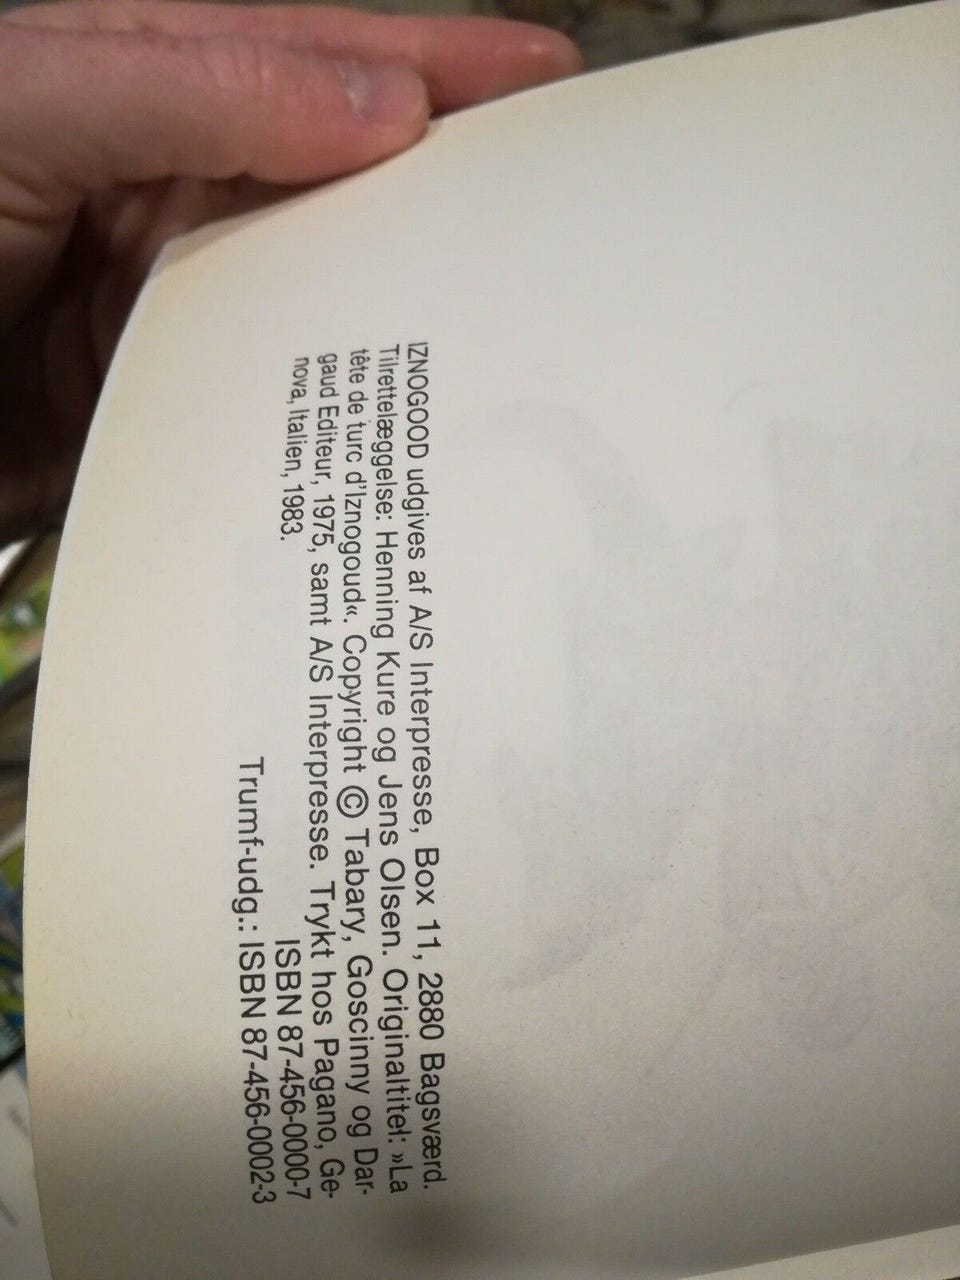 IZNOGOOD udgives af A/S Interpresse, Box 11, 2880 Bagsværd.
Tilrettelæggelse: Henning Kure og Jens Olsen. Originaltitel: »La
tête de turc d'Iznogoud«. Copyright © Tabary, Goscinny og Dar-
gaud Editeur, 1975, samt A/S Interpresse. Trykt hos Pagano, Ge-
nova, Italien, 1983.
ISBN 87-456-0000-7
Trumf-udg.: ISBN 87-456-0002-3